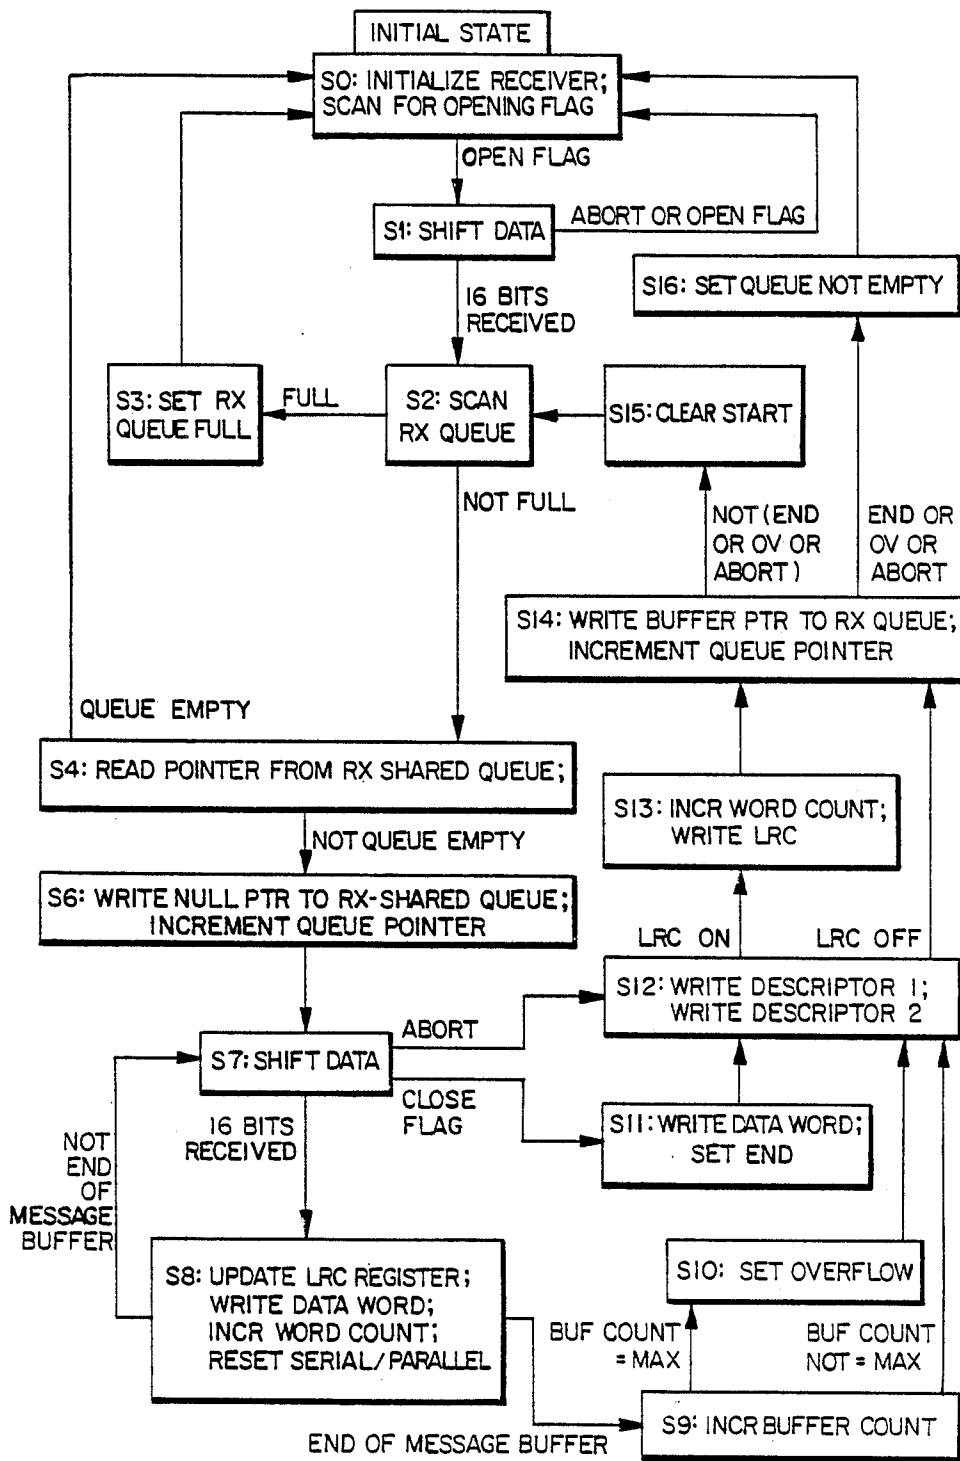 INITIAL STATE
S0: INITIALIZE RECEIVER;
SCAN FOR OPENING FLAG
OPEN FLAG
S1: SHIFT DATA
ABORT OR OPEN FLAG
S16: SET QUEUE NOT EMPTY
16 BITS
RECEIVED
S3: SET RX
QUEUE FULL
FULL
S2: SCAN
RX QUEUE
S15: CLEAR START
NOT FULL
NOT (END
OR OV OR
ABORT)
END OR
OV OR
ABORT
S14: WRITE BUFFER PTR TO RX QUEUE;
INCREMENT QUEUE POINTER
QUEUE EMPTY
S4: READ POINTER FROM RX SHARED QUEUE;
S13: INCR WORD COUNT;
WRITE LRC
NOT QUEUE EMPTY
S6: WRITE NULL PTR TO RX-SHARED QUEUE;
INCREMENT QUEUE POINTER
LRC ON
LRC OFF
S12: WRITE DESCRIPTOR 1;
WRITE DESCRIPTOR 2
ABORT
S7: SHIFT DATA
CLOSE
FLAG
S11: WRITE DATA WORD;
SET END
16 BITS
RECEIVED
NOT
END
OF
MESSAGE
BUFFER
S8: UPDATE LRC REGISTER;
WRITE DATA WORD;
INCR WORD COUNT;
RESET SERIAL/PARALLEL
S10: SET OVERFLOW
BUF COUNT
= MAX
BUF COUNT
NOT = MAX
S9: INCR BUFFER COUNT
END OF MESSAGE BUFFER